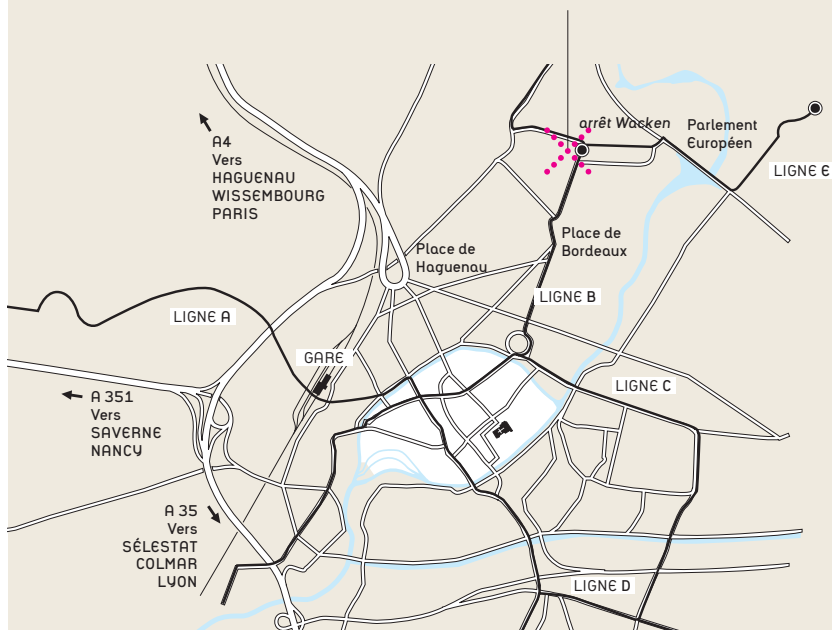 arrêt Wacken
Parlement
Européen
LIGNE E
A4
Vers
HAGUENAU
WISSEMBOURG
PARIS
Place de
Haguenau
Place de
Bordeaux
LIGNE A
LIGNE B
GARE
LIGNE C
A 351
Vers
SAVERNE
NANCY
A 35
Vers
SÉLESTAT
COLMAR
LYON
LIGNE D